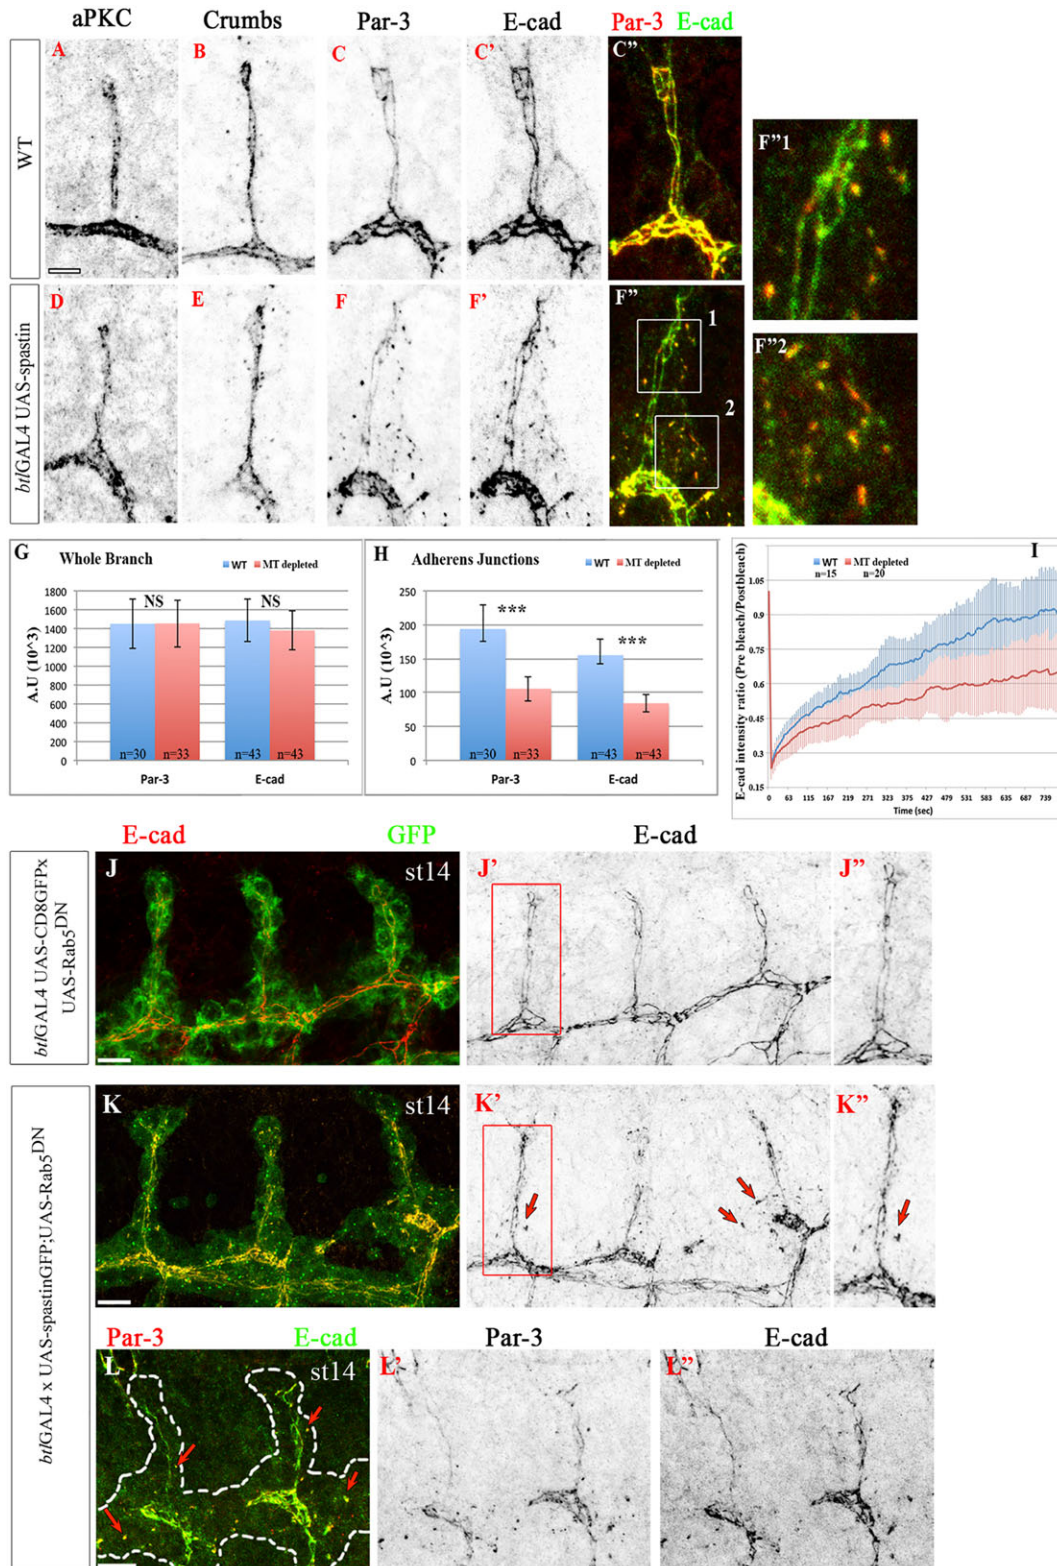 aPKC Crumbs Par-3 E-cad Par-3 E-cad
WT
A B C C' C"
F"1
btlGAL4 UAS-spastin
D E F F' F" 1
2
F"2
G Whole Branch
WT MT depleted
NS NS
A.U (10^3)
1800
1600
1400
1200
1000
800
600
400
200
0
n=30 n=33 n=43 n=43
Par-3 E-cad
H Adherens Junctions
WT MT depleted
*** ***
A.U (10^3)
250
200
150
100
50
0
n=30 n=33 n=43 n=43
Par-3 E-cad
I
WT MT depleted
n=15 n=20
E-cad intensity ratio (Pre bleach/Postbleach)
1.05
0.9
0.75
0.6
0.45
0.3
0.15
0 63 115 167 219 271 323 375 427 479 531 583 635 687 739
Time (sec)
E-cad GFP E-cad
btlGAL4 UAS-CD8GFPx
UAS-Rab5DN
J st14 J' J"
btlGAL4 x UAS-spastinGFP;UAS-Rab5DN
K st14 K' K"
Par-3 E-cad Par-3 E-cad
L st14 L' L"